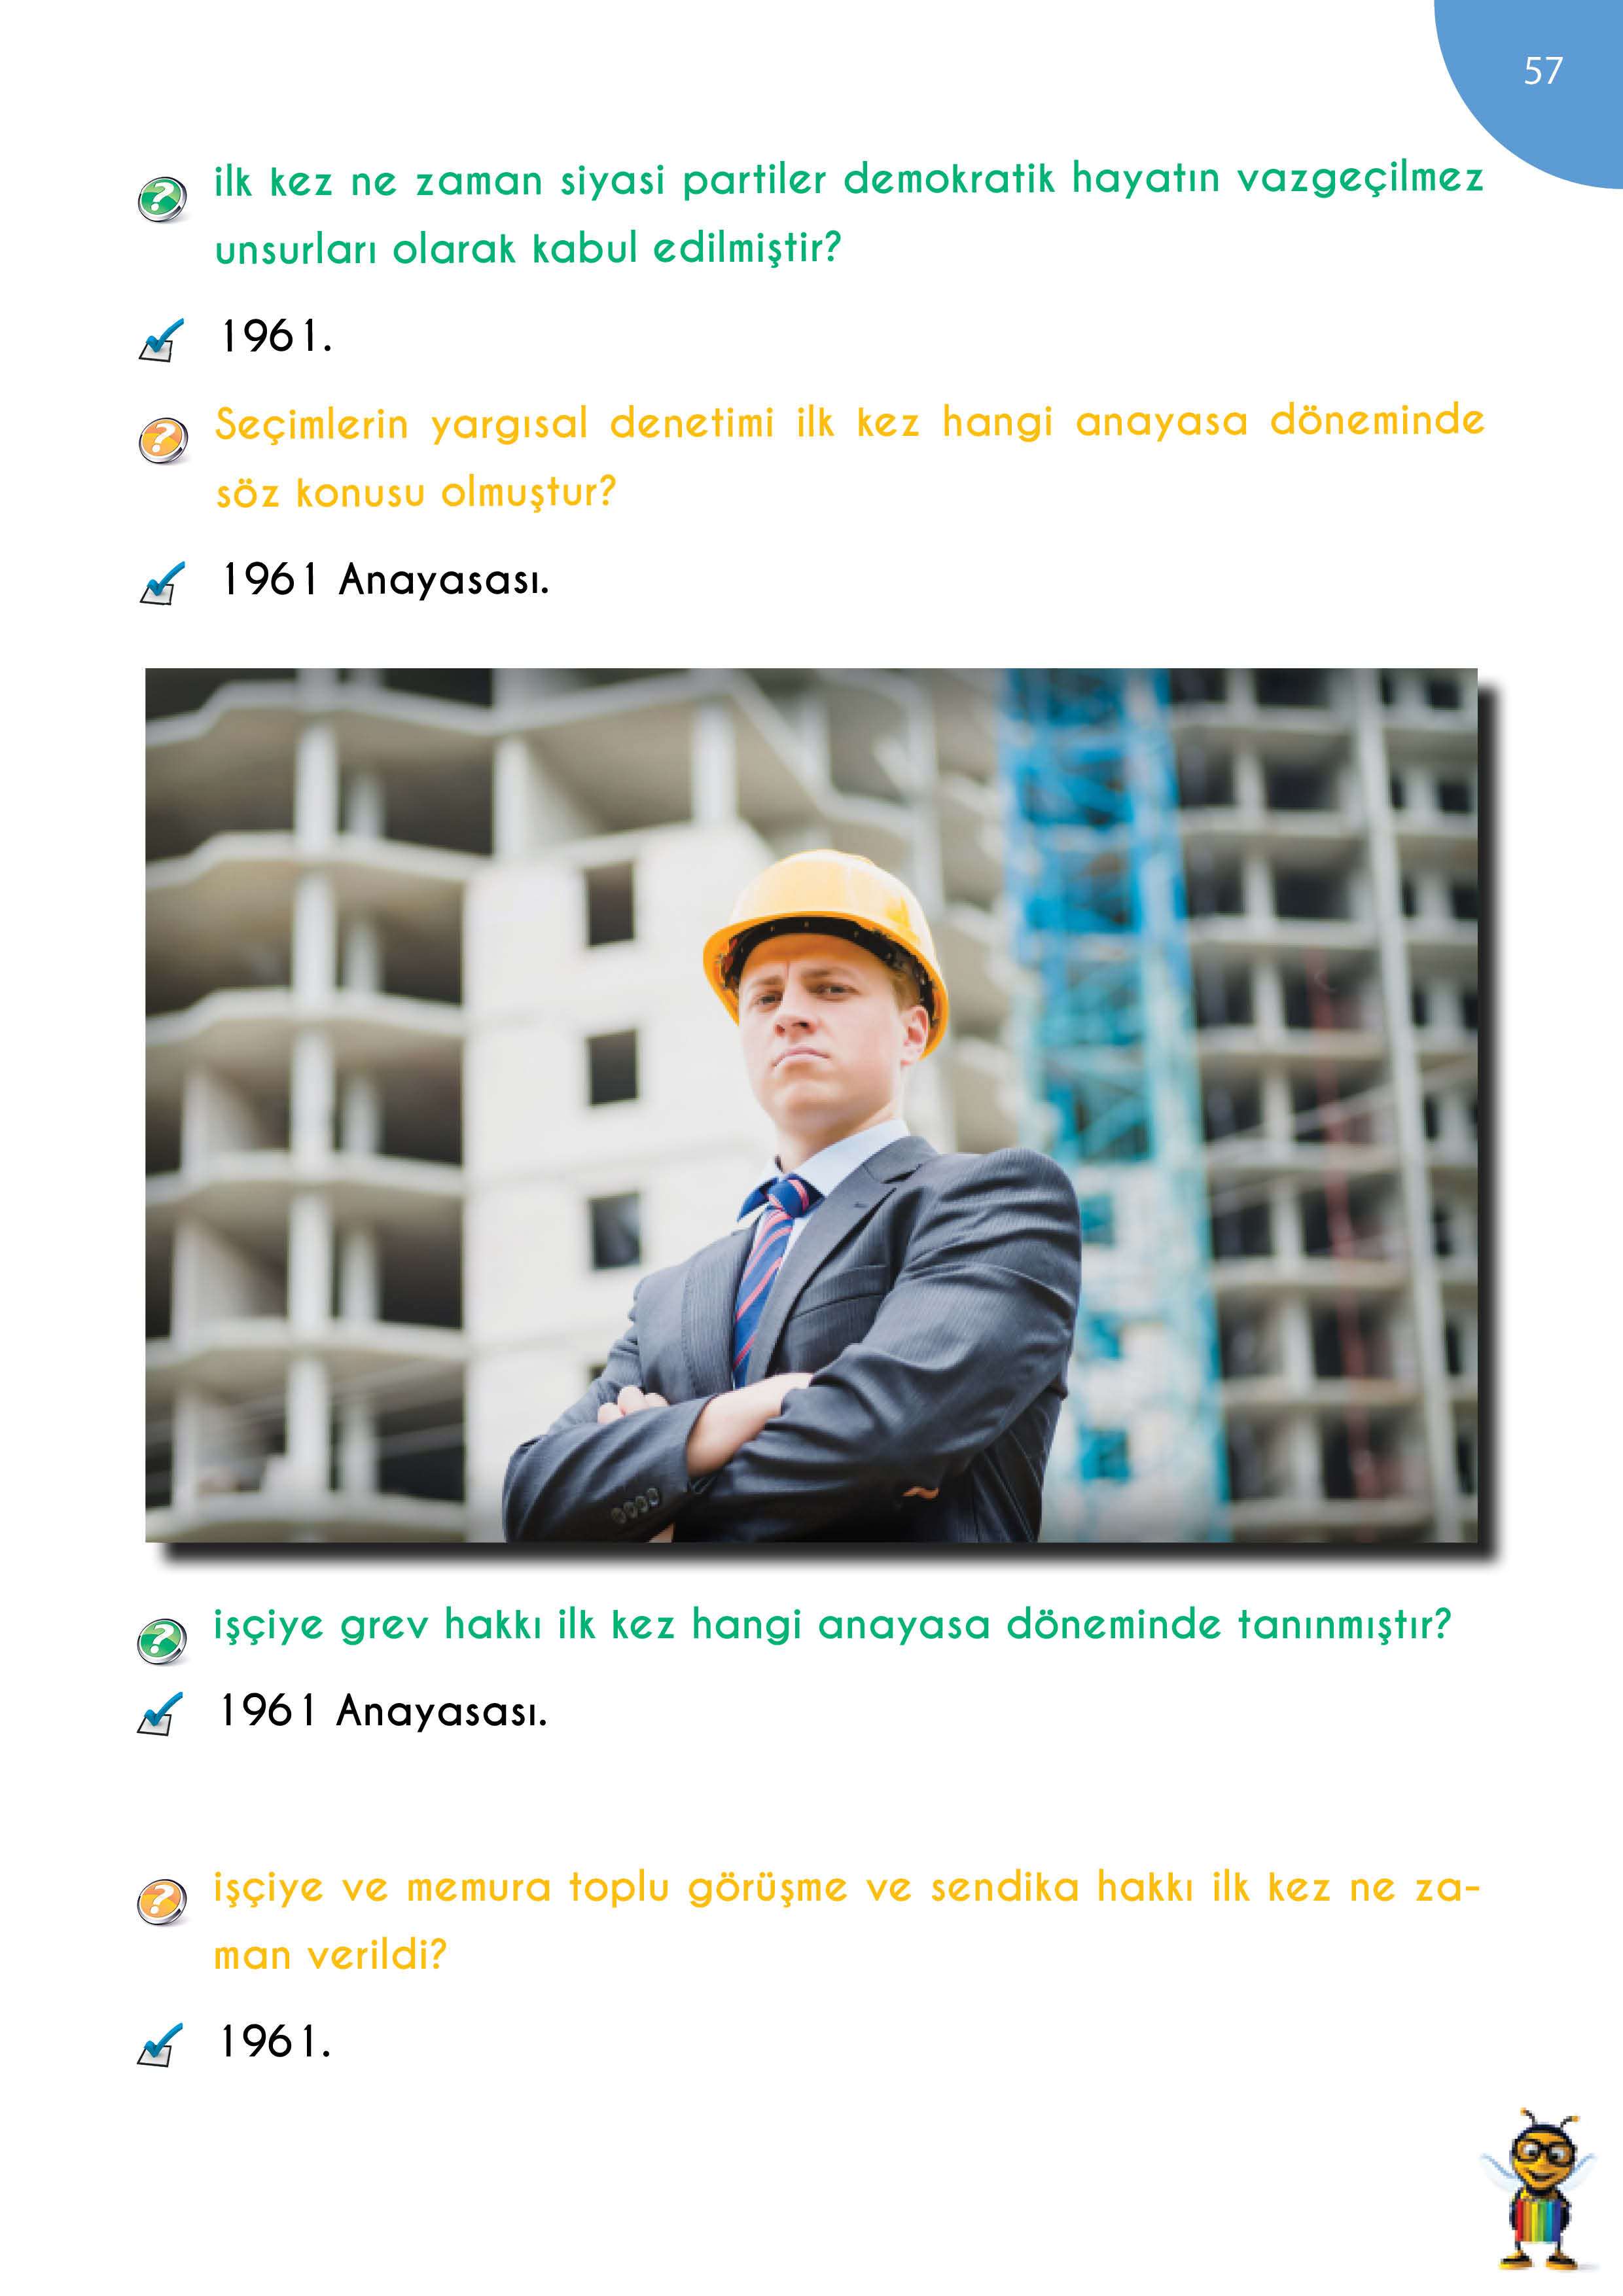 57
ilk kez ne zaman siyasi partiler demokratik hayatın vazgeçilmez
unsurları olarak kabul edilmiştir?
1961.
Seçimlerin yargısal denetimi ilk kez hangi anayasa döneminde
söz konusu olmuştur?
1961 Anayasası.
işçiye grev hakkı ilk kez hangi anayasa döneminde tanınmıştır?
1961 Anayasası.
işçiye ve memura toplu görüşme ve sendika hakkı ilk kez ne za-
man verildi?
1961.